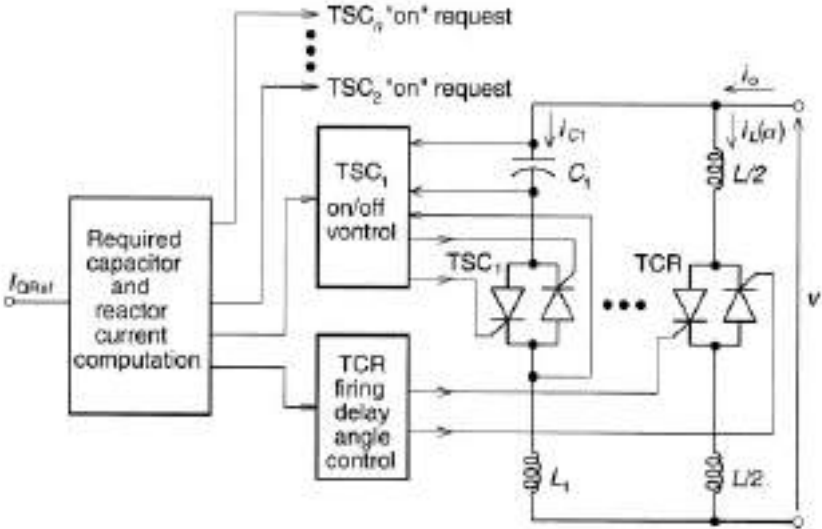 TSCn "on" request
TSC2 "on" request
io
iC1
iL(α)
TSC1
on/off
vontrol
C1
L/2
Required
capacitor
and
reactor
current
computation
IQRef
TSC1
TCR
v
TCR
firing
delay
angle
control
L1
L/2